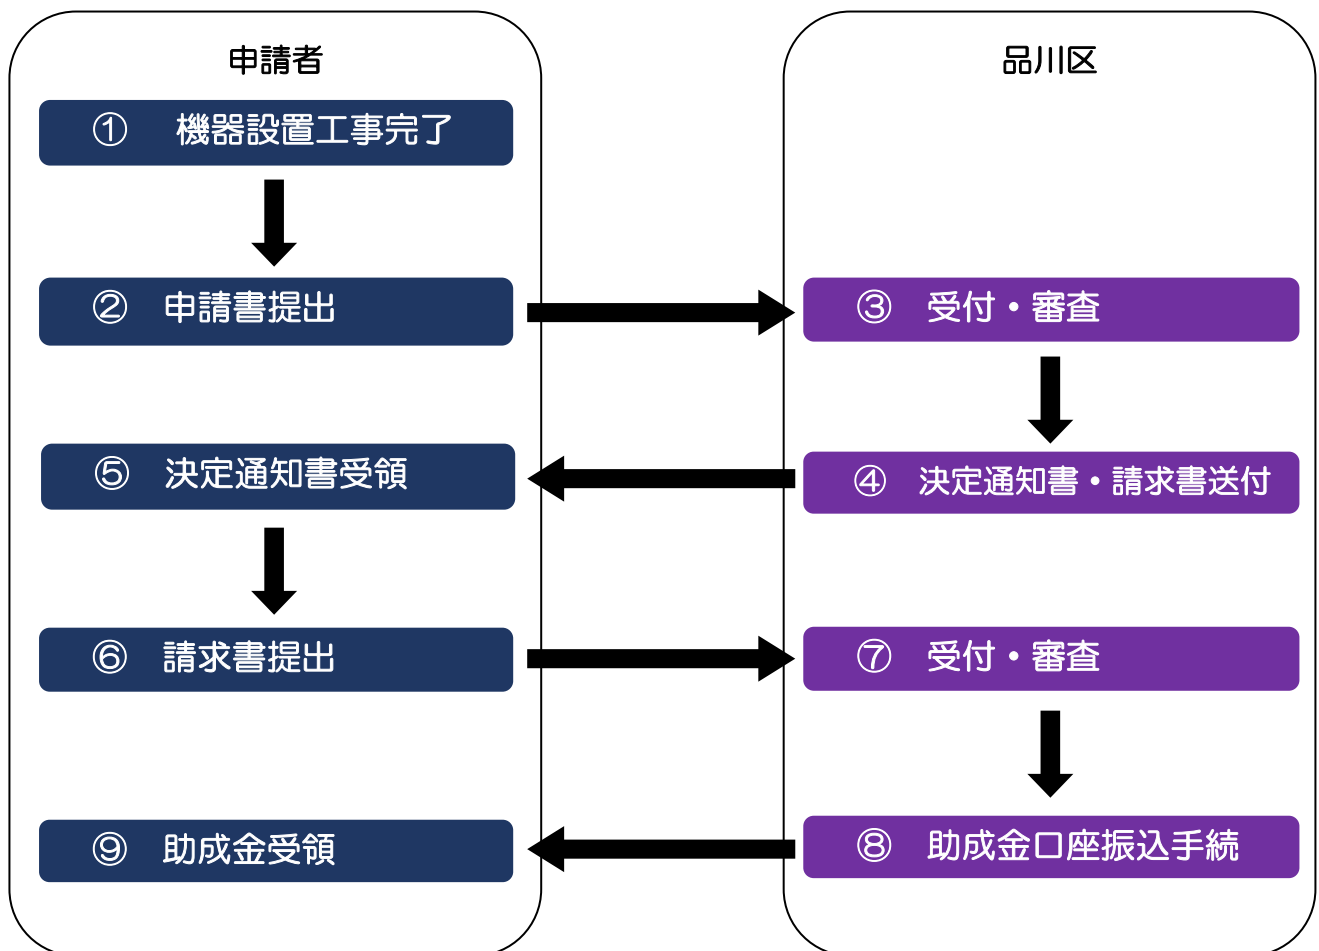 申請者
品川区
① 機器設置工事完了
② 申請書提出
③ 受付・審査
④ 決定通知書・請求書送付
⑤ 決定通知書受領
⑥ 請求書提出
⑦ 受付・審査
⑧ 助成金口座振込手続
⑨ 助成金受領